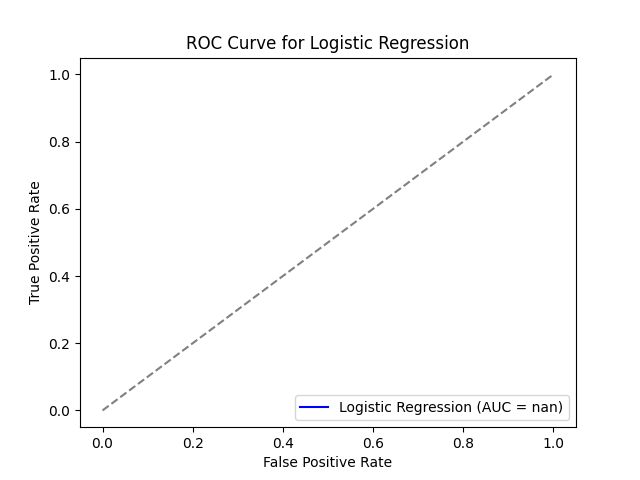 ROC Curve for Logistic Regression
1.0
0.8
0.6
0.4
0.2
0.0
True Positive Rate
Logistic Regression (AUC = nan)
0.0 0.2 0.4 0.6 0.8 1.0
False Positive Rate